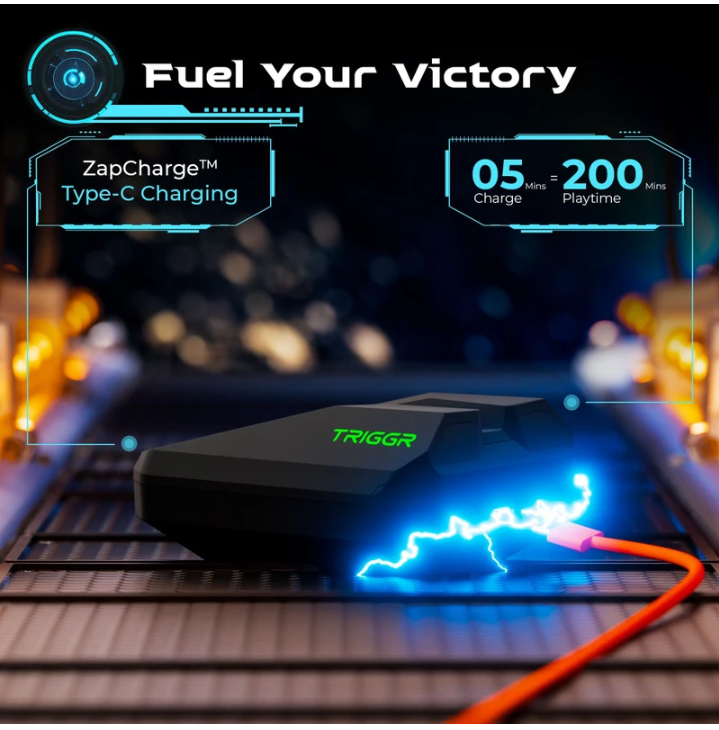 Fuel Your Victory
ZapCharge™
Type-C Charging
05 Mins = 200 Mins
Charge Playtime
TRIGGR